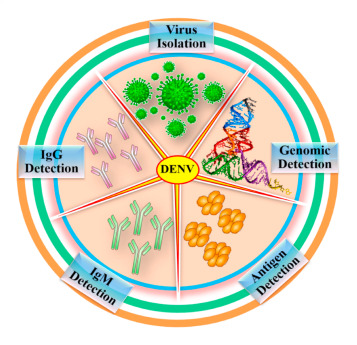 Virus
Isolation
IgG
Detection
DENV
Genomic
Detection
IgM
Detection
Antigen
Detection